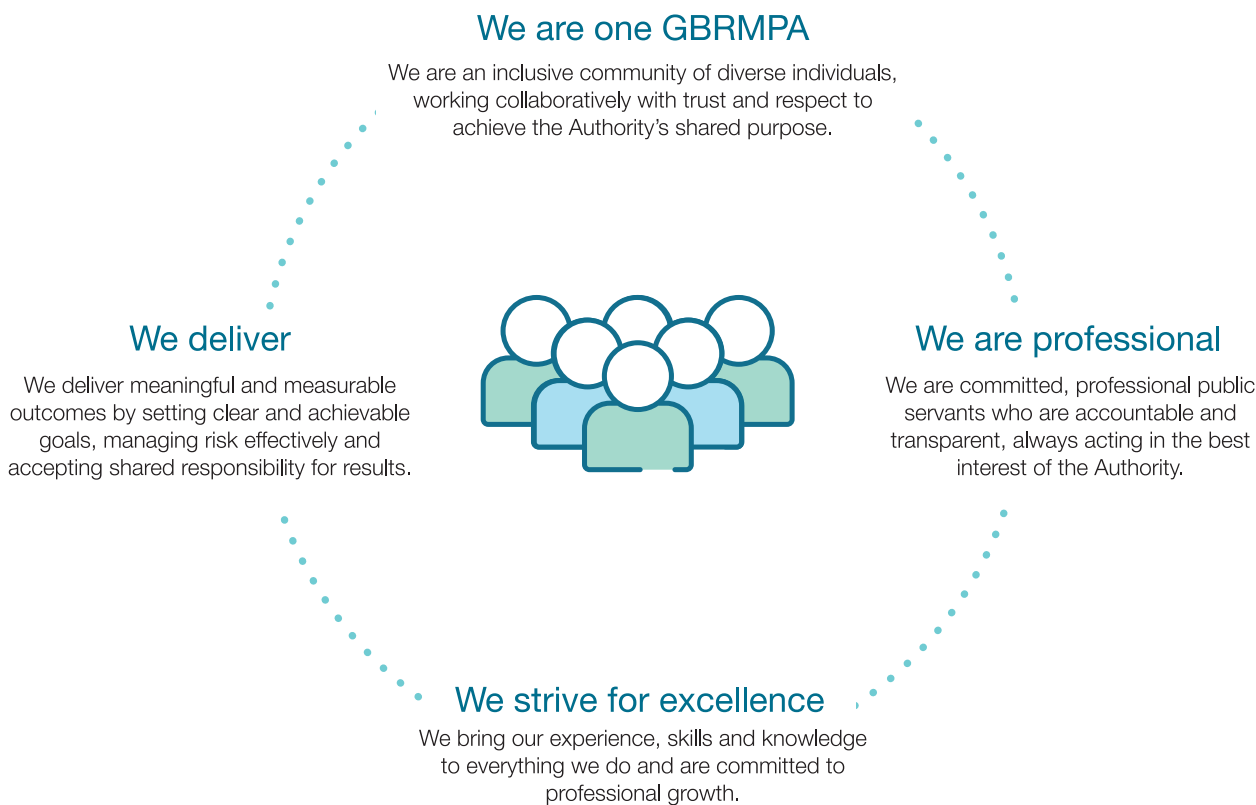 We are one GBRMPA
We are an inclusive community of diverse individuals,
working collaboratively with trust and respect to
achieve the Authority's shared purpose.
We deliver
We deliver meaningful and measurable
outcomes by setting clear and achievable
goals, managing risk effectively and
accepting shared responsibility for results.
We are professional
We are committed, professional public
servants who are accountable and
transparent, always acting in the best
interest of the Authority.
We strive for excellence
We bring our experience, skills and knowledge
to everything we do and are committed to
professional growth.